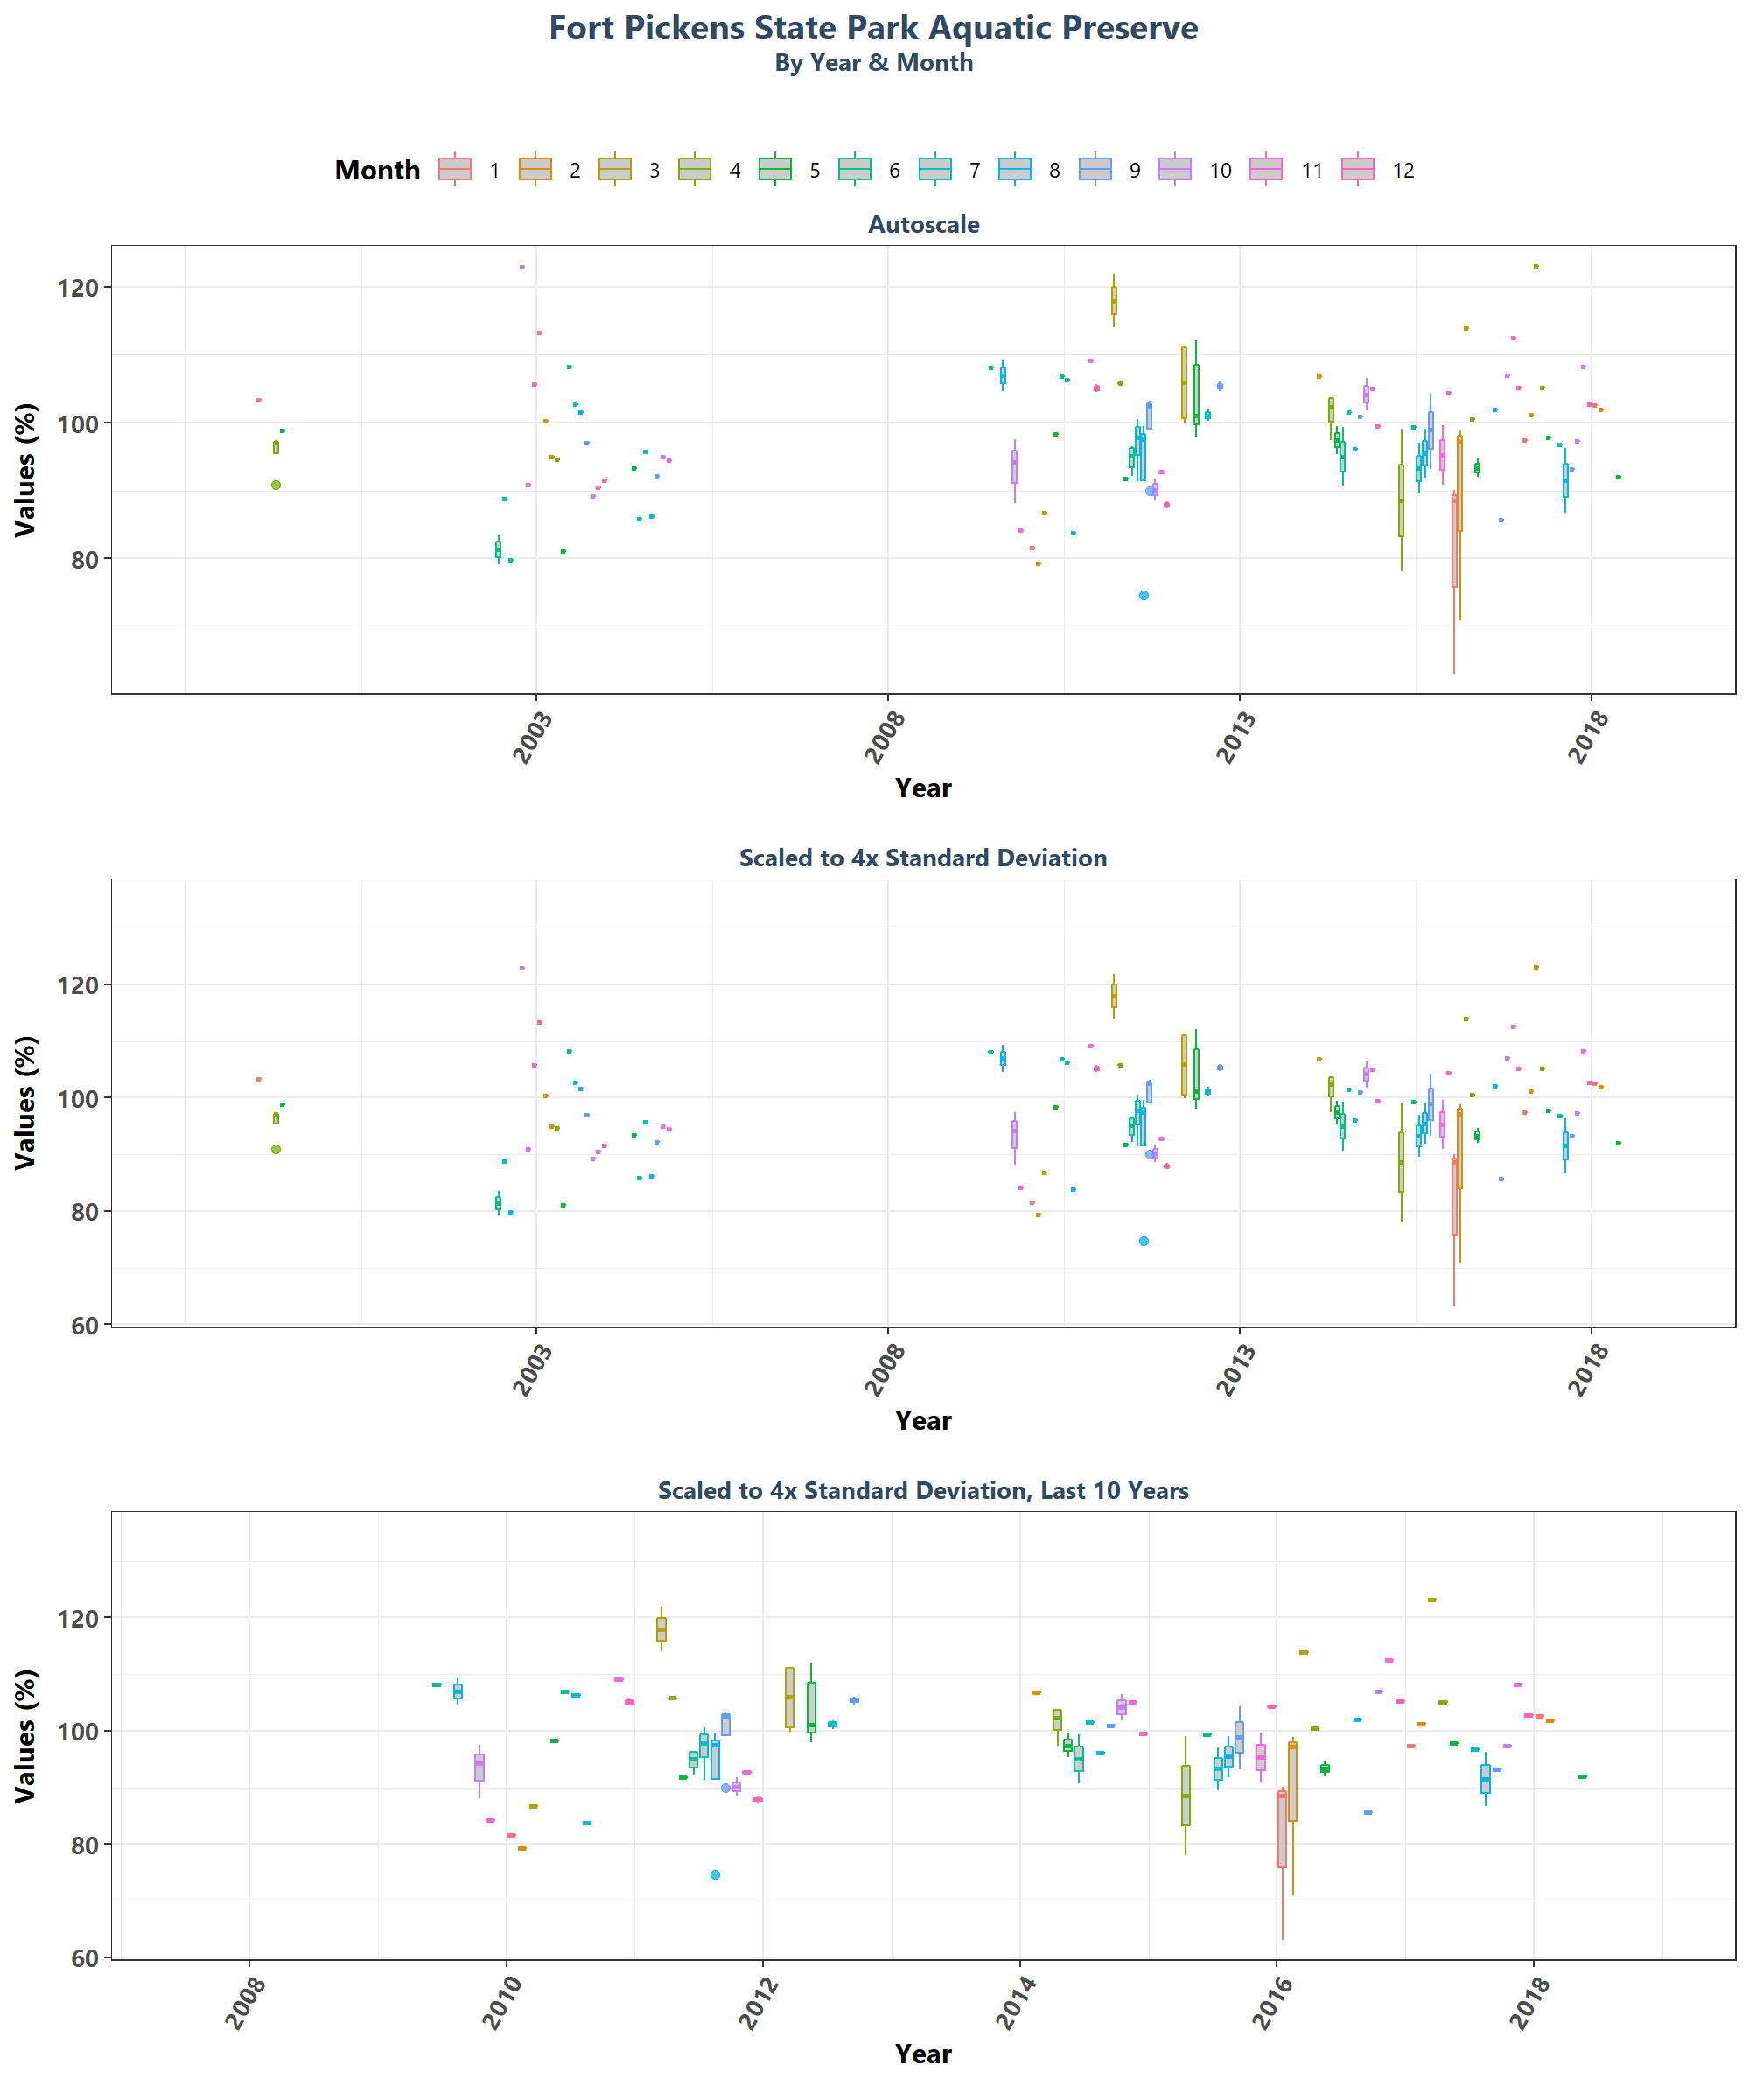 Fort Pickens State Park Aquatic Preserve
By Year & Month
Month 1 2 3 4 5 6 7 8 9 10 11 12
Autoscale
120
100
80
Values (%)
2003 2008 2013 2018
Year
Scaled to 4x Standard Deviation
120
100
80
60
Values (%)
2003 2008 2013 2018
Year
Scaled to 4x Standard Deviation, Last 10 Years
120
100
80
60
Values (%)
2008 2010 2012 2014 2016 2018
Year